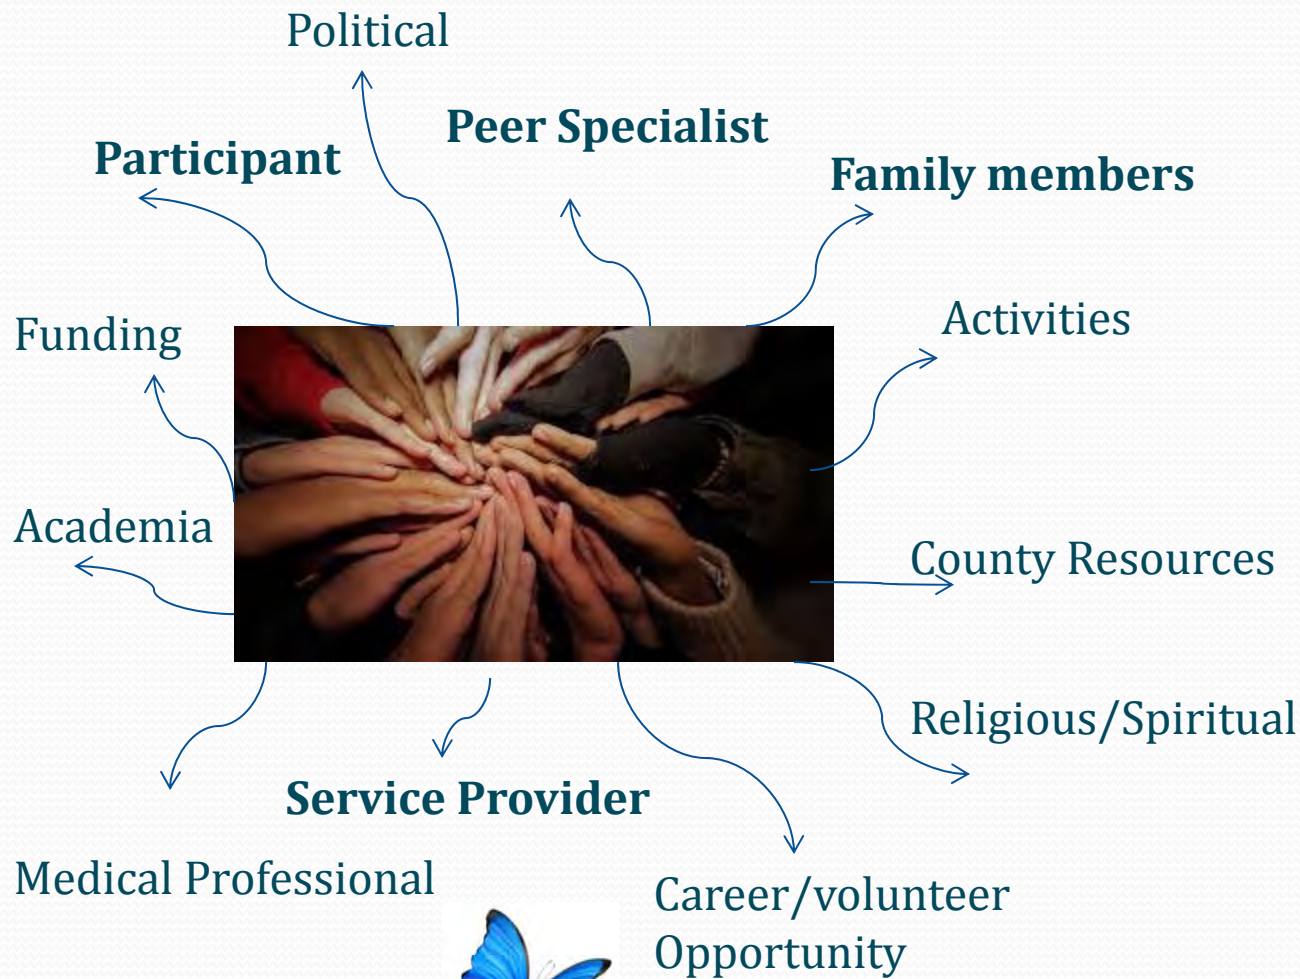 Political
Peer Specialist
Participant
Family members
Funding
Activities
Academia
County Resources
Religious/Spiritual
Service Provider
Medical Professional
Career/volunteer
Opportunity